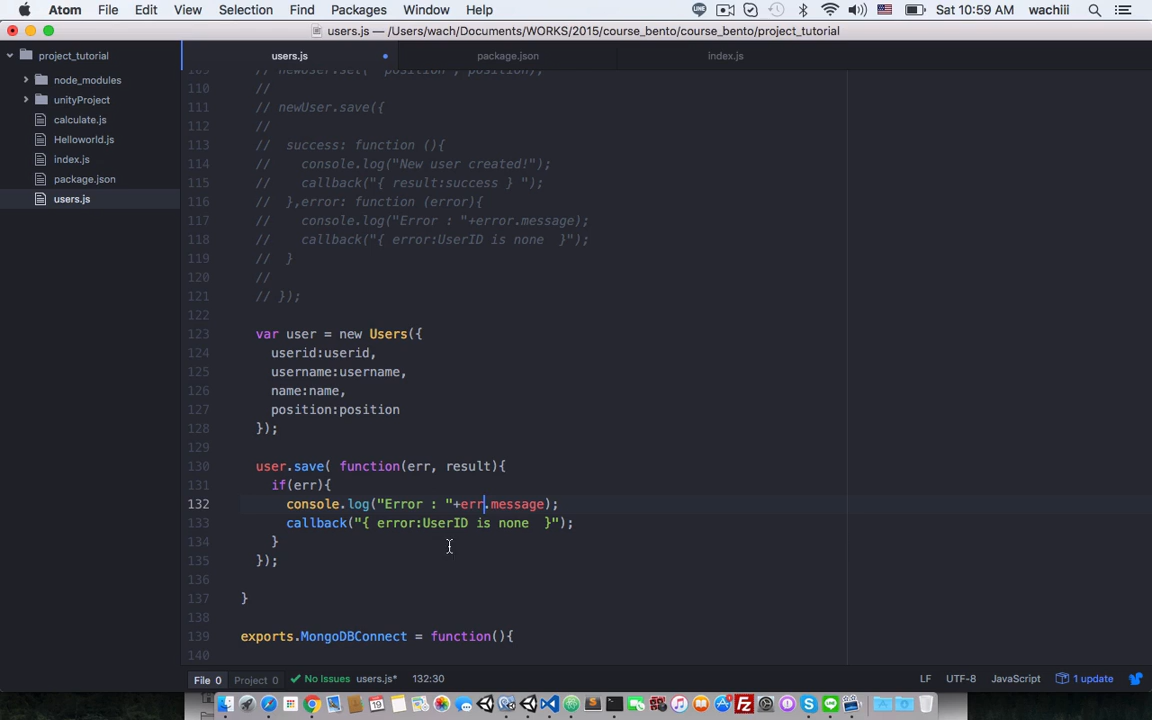 Atom File Edit View Selection Find Packages Window Help Sat 10:59 AM wachiii
users.js — /Users/wach/Documents/WORKS/2015/course_bento/course_bento/project_tutorial
project_tutorial
node_modules
unityProject
calculate.js
Helloworld.js
index.js
package.json
users.js
users.js package.json index.js
109 // newUser.set( "position", position);
110 //
111 // newUser.save({
112 //
113 // success: function (){
114 // console.log("New user created!");
115 // callback("{ result:success } ");
116 // },error: function (error){
117 // console.log("Error : "+error.message);
118 // callback("{ error:UserID is none  }");
119 // }
120 //
121 // });
122
123 var user = new Users({
124 userid:userid,
125 username:username,
126 name:name,
127 position:position
128 });
129
130 user.save( function(err, result){
131 if(err){
132 console.log("Error : "+err.message);
133 callback("{ error:UserID is none  }");
134 }
135 });
136
137 }
138
139 exports.MongoDBConnect = function(){
140
File 0 Project 0 No Issues users.js* 132:30 LF UTF-8 JavaScript 1 update